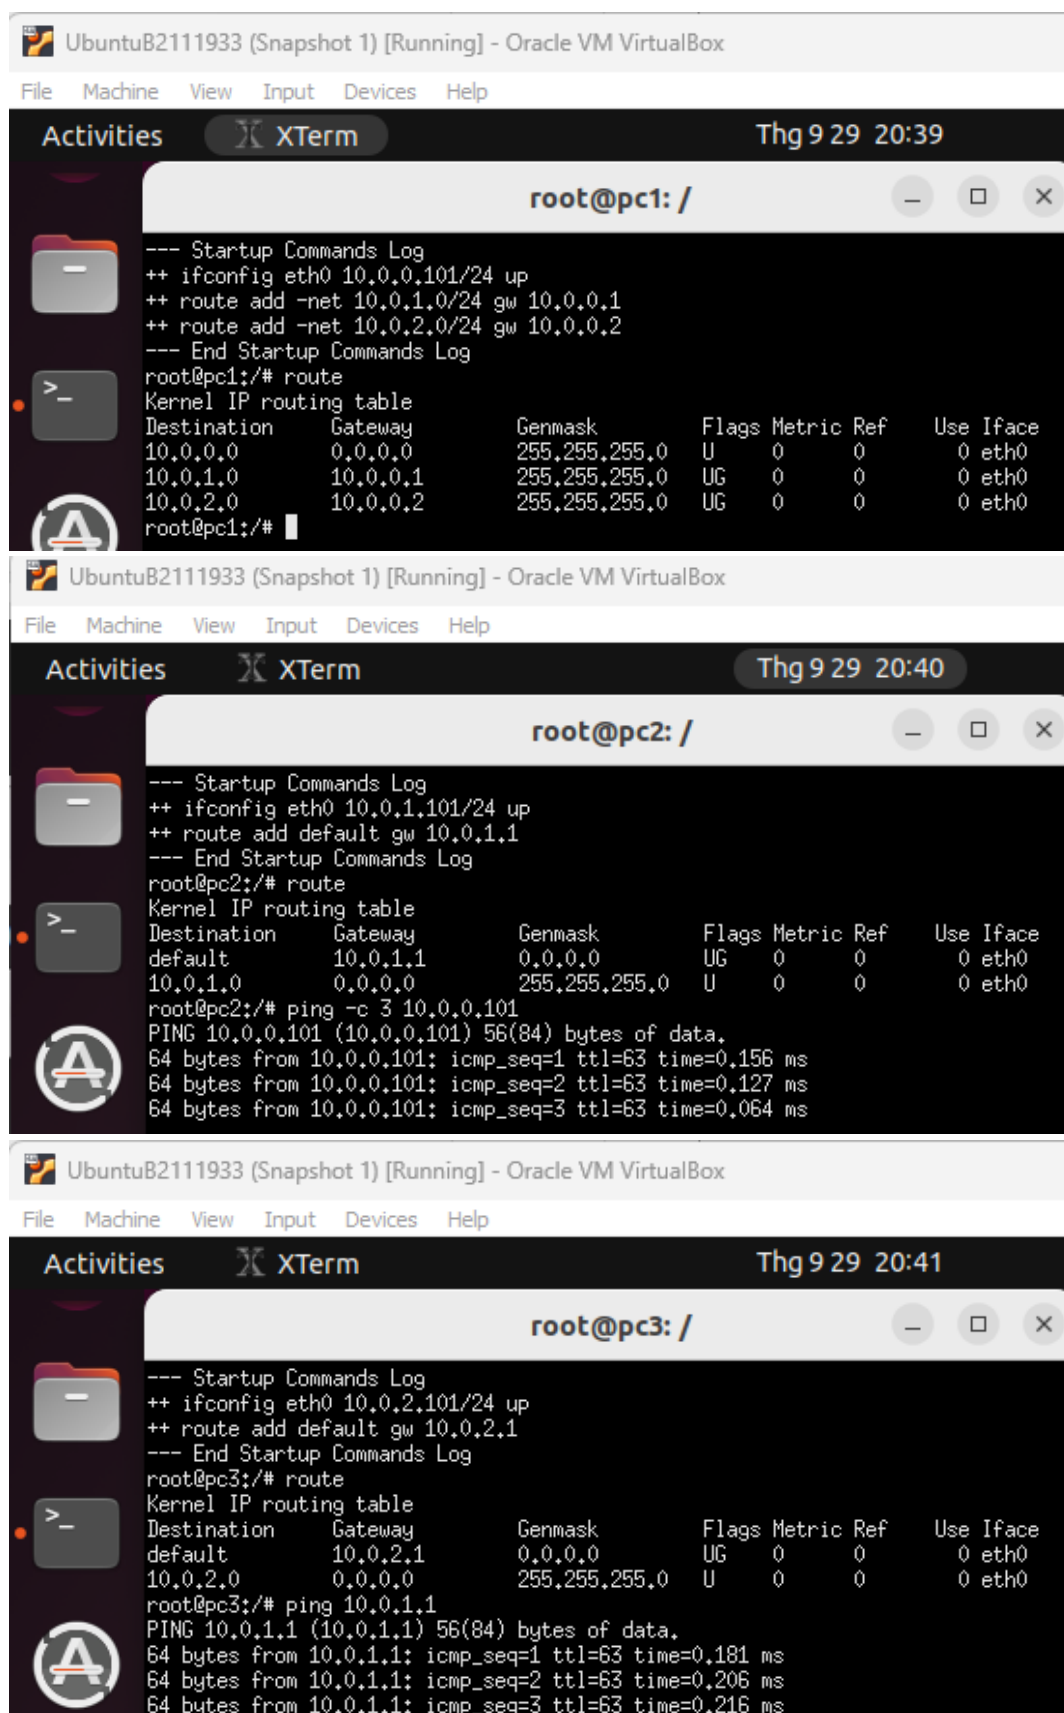 UbuntuB2111933 (Snapshot 1) [Running] - Oracle VM VirtualBox
File Machine View Input Devices Help
Activities XTerm Thg 9 29 20:39
root@pc1: /
--- Startup Commands Log
++ ifconfig eth0 10.0.0.101/24 up
++ route add -net 10.0.1.0/24 gw 10.0.0.1
++ route add -net 10.0.2.0/24 gw 10.0.0.2
--- End Startup Commands Log
root@pc1:/# route
Kernel IP routing table
Destination Gateway Genmask Flags Metric Ref Use Iface
10.0.0.0 0.0.0.0 255.255.255.0 U 0 0 0 eth0
10.0.1.0 10.0.0.1 255.255.255.0 UG 0 0 0 eth0
10.0.2.0 10.0.0.2 255.255.255.0 UG 0 0 0 eth0
root@pc1:/#
UbuntuB2111933 (Snapshot 1) [Running] - Oracle VM VirtualBox
File Machine View Input Devices Help
Activities XTerm Thg 9 29 20:40
root@pc2: /
--- Startup Commands Log
++ ifconfig eth0 10.0.1.101/24 up
++ route add default gw 10.0.1.1
--- End Startup Commands Log
root@pc2:/# route
Kernel IP routing table
Destination Gateway Genmask Flags Metric Ref Use Iface
default 10.0.1.1 0.0.0.0 UG 0 0 0 eth0
10.0.1.0 0.0.0.0 255.255.255.0 U 0 0 0 eth0
root@pc2:/# ping -c 3 10.0.0.101
PING 10.0.0.101 (10.0.0.101) 56(84) bytes of data.
64 bytes from 10.0.0.101: icmp_seq=1 ttl=63 time=0.156 ms
64 bytes from 10.0.0.101: icmp_seq=2 ttl=63 time=0.127 ms
64 bytes from 10.0.0.101: icmp_seq=3 ttl=63 time=0.064 ms
UbuntuB2111933 (Snapshot 1) [Running] - Oracle VM VirtualBox
File Machine View Input Devices Help
Activities XTerm Thg 9 29 20:41
root@pc3: /
--- Startup Commands Log
++ ifconfig eth0 10.0.2.101/24 up
++ route add default gw 10.0.2.1
--- End Startup Commands Log
root@pc3:/# route
Kernel IP routing table
Destination Gateway Genmask Flags Metric Ref Use Iface
default 10.0.2.1 0.0.0.0 UG 0 0 0 eth0
10.0.2.0 0.0.0.0 255.255.255.0 U 0 0 0 eth0
root@pc3:/# ping 10.0.1.1
PING 10.0.1.1 (10.0.1.1) 56(84) bytes of data.
64 bytes from 10.0.1.1: icmp_seq=1 ttl=63 time=0.181 ms
64 bytes from 10.0.1.1: icmp_seq=2 ttl=63 time=0.206 ms
64 bytes from 10.0.1.1: icmp_seq=3 ttl=63 time=0.216 ms